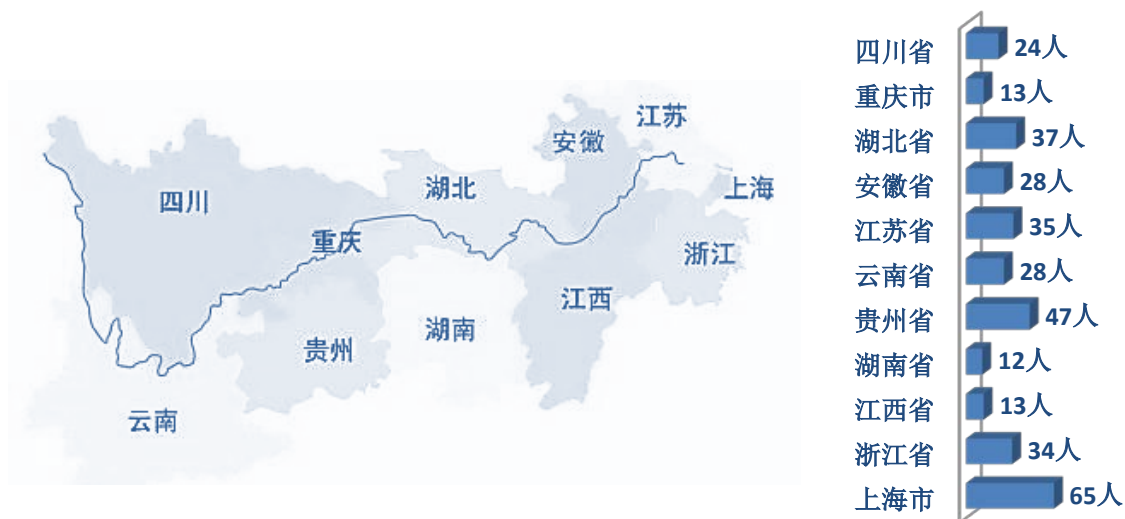 江苏
安徽
四川
湖北
上海
重庆
浙江
江西
湖南
贵州
云南
四川省 24人
重庆市 13人
湖北省 37人
安徽省 28人
江苏省 35人
云南省 28人
贵州省 47人
湖南省 12人
江西省 13人
浙江省 34人
上海市 65人